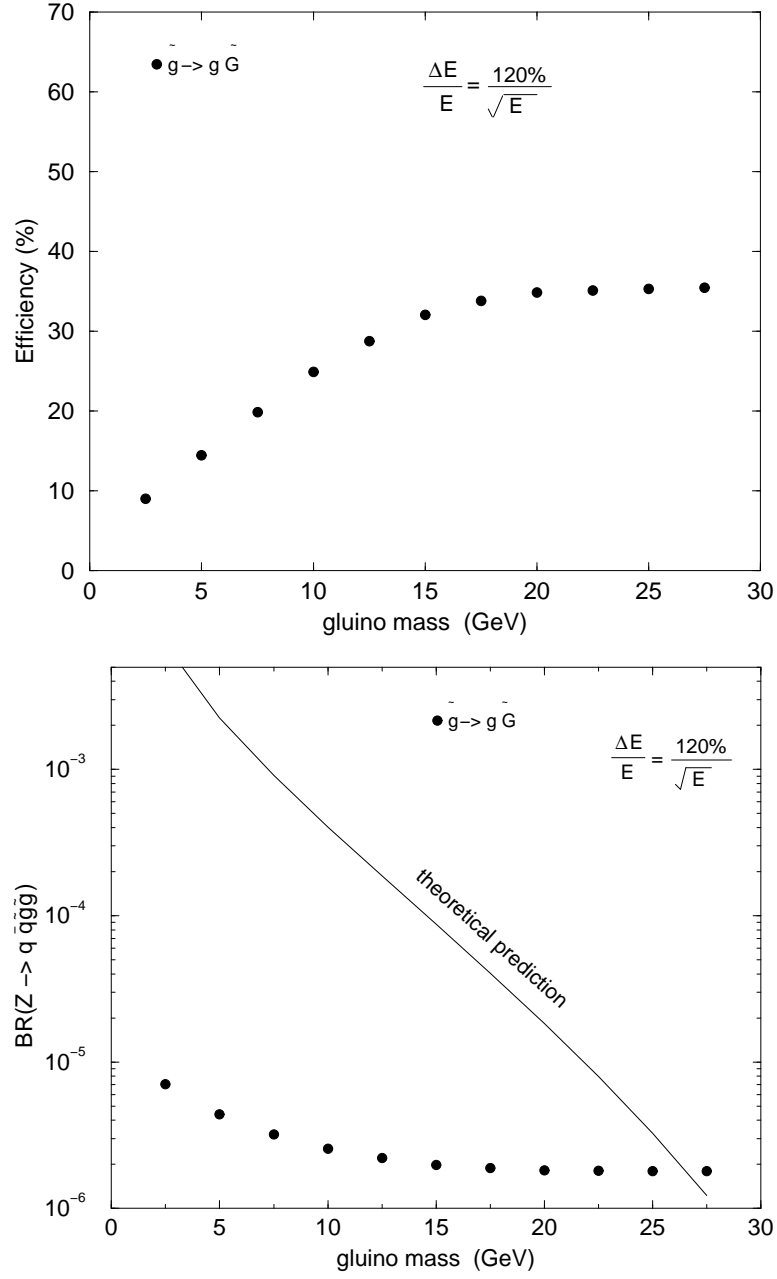 70
g̃ -> g G̃
ΔE/E = 120%/√E
60
50
40
30
20
10
0
Efficiency (%)
0 5 10 15 20 25 30
gluino mass (GeV)
g̃ -> g G̃
ΔE/E = 120%/√E
10⁻³
theoretical prediction
10⁻⁴
10⁻⁵
10⁻⁶
BR(Z -> q q̄g̃g̃)
0 5 10 15 20 25 30
gluino mass (GeV)